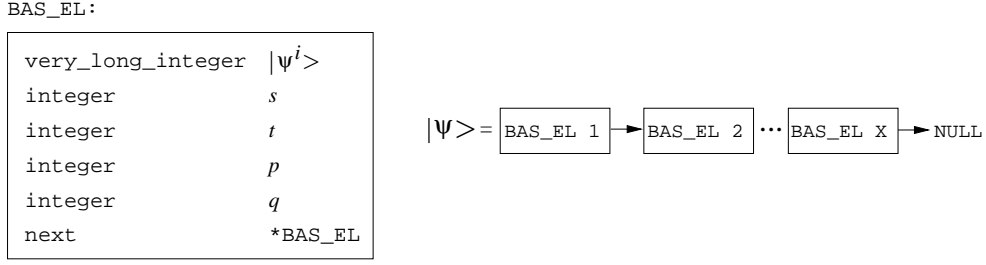 BAS_EL:
very_long_integer |ψ^i>
integer s
integer t
integer p
integer q
next *BAS_EL
|ψ> = BAS_EL 1 BAS_EL 2 ... BAS_EL X NULL